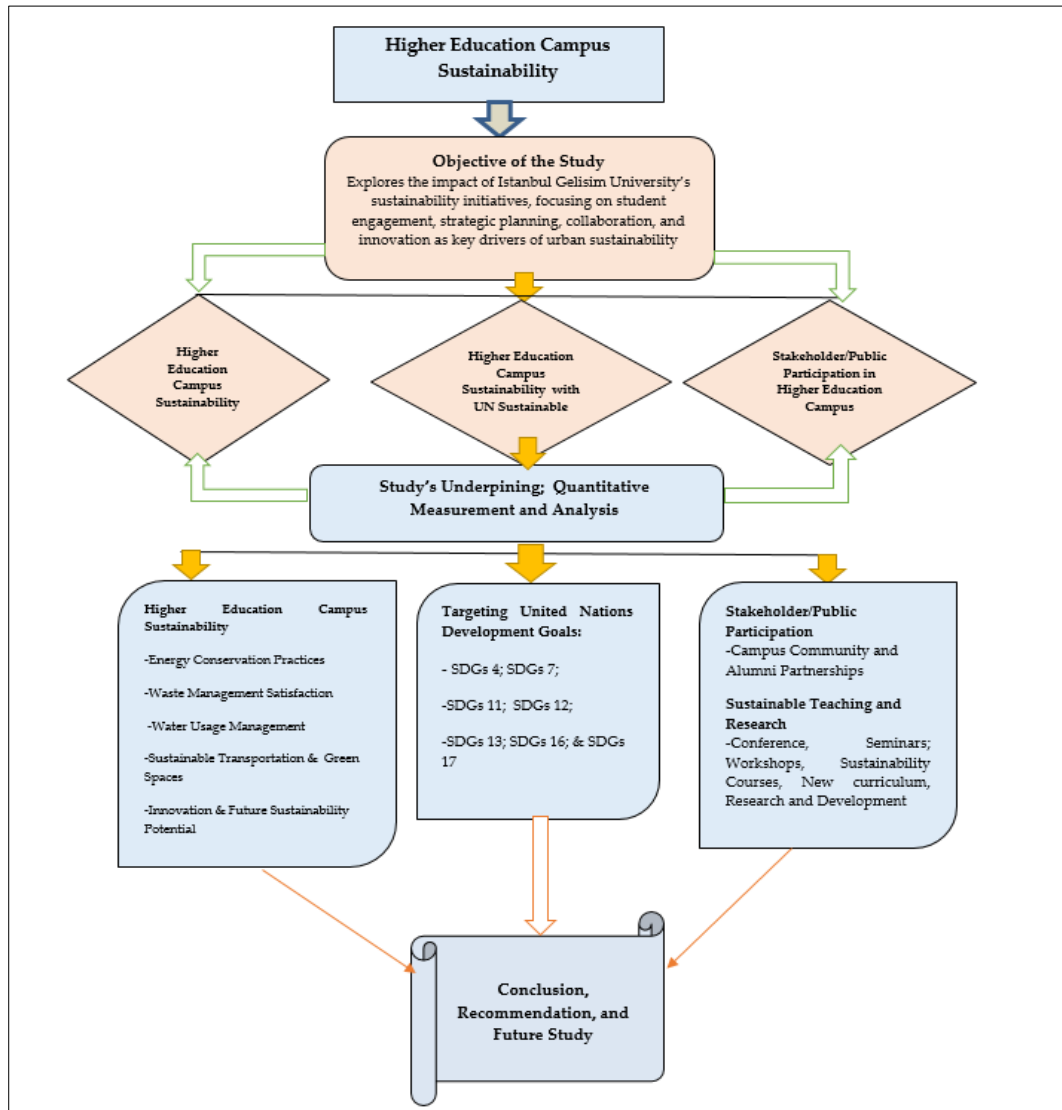 Higher Education Campus
Sustainability
Objective of the Study
Explores the impact of Istanbul Gelisim University's
sustainability initiatives, focusing on student
engagement, strategic planning, collaboration, and
innovation as key drivers of urban sustainability
Higher
Education
Campus
Sustainability
Higher Education
Campus
Sustainability with
UN Sustainable
Stakeholder/Public
Participation in
Higher Education
Campus
Study's Underpining; Quantitative
Measurement and Analysis
Higher Education Campus
Sustainability
-Energy Conservation Practices
-Waste Management Satisfaction
-Water Usage Management
-Sustainable Transportation & Green
Spaces
-Innovation & Future Sustainability
Potential
Targeting United Nations
Development Goals:
- SDGs 4; SDGs 7;
-SDGs 11; SDGs 12;
-SDGs 13; SDGs 16; & SDGs
17
Stakeholder/Public
Participation
-Campus Community and
Alumni Partnerships
Sustainable Teaching and
Research
-Conference, Seminars;
Workshops, Sustainability
Courses, New curriculum,
Research and Development
Conclusion,
Recommendation, and
Future Study